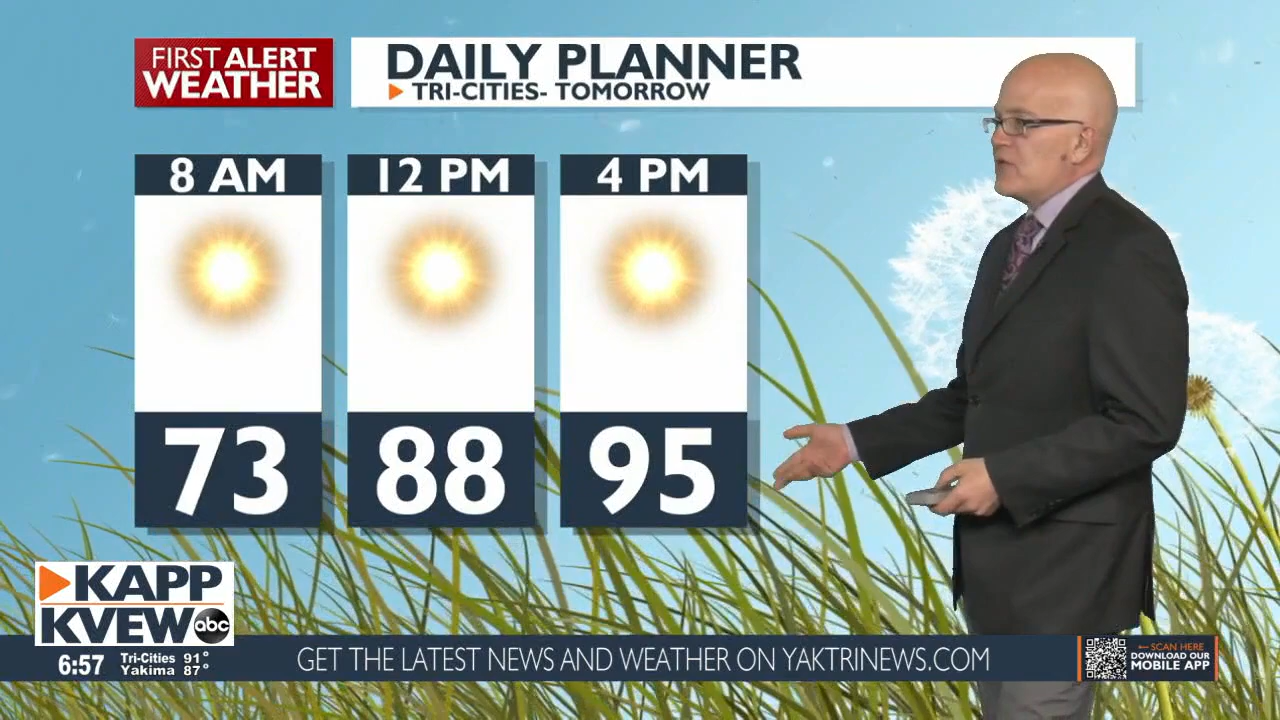 FIRST ALERT
WEATHER
DAILY PLANNER
TRI-CITIES- TOMORROW
8 AM
12 PM
4 PM
73
88
95
KAPP
KVEW abc
6:57
Tri-Cities 91°
Yakima 87°
GET THE LATEST NEWS AND WEATHER ON YAKTRINEWS.COM
SCAN HERE
DOWNLOAD OUR
MOBILE APP